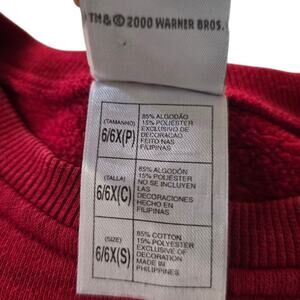 TM& © 2000 WARNER BROS.
(TAMANHO)
6/6X(P)
85% ALGODÃO
15% POLIÉSTER
EXCLUSIVO DE
DECORAÇAO
FEITO NAS
FILIPINAS
(TALLA)
6/6X(C)
85% ALGODÓN
15% POLIÉSTER
NO SE INCLUYEN
LAS
DECORACIONES
HECHO EN
FILIPINAS
(SIZE)
6/6X(S)
85% COTTON
15% POLYESTER
EXCLUSIVE OF
DECORATION
MADE IN
PHILIPPINES